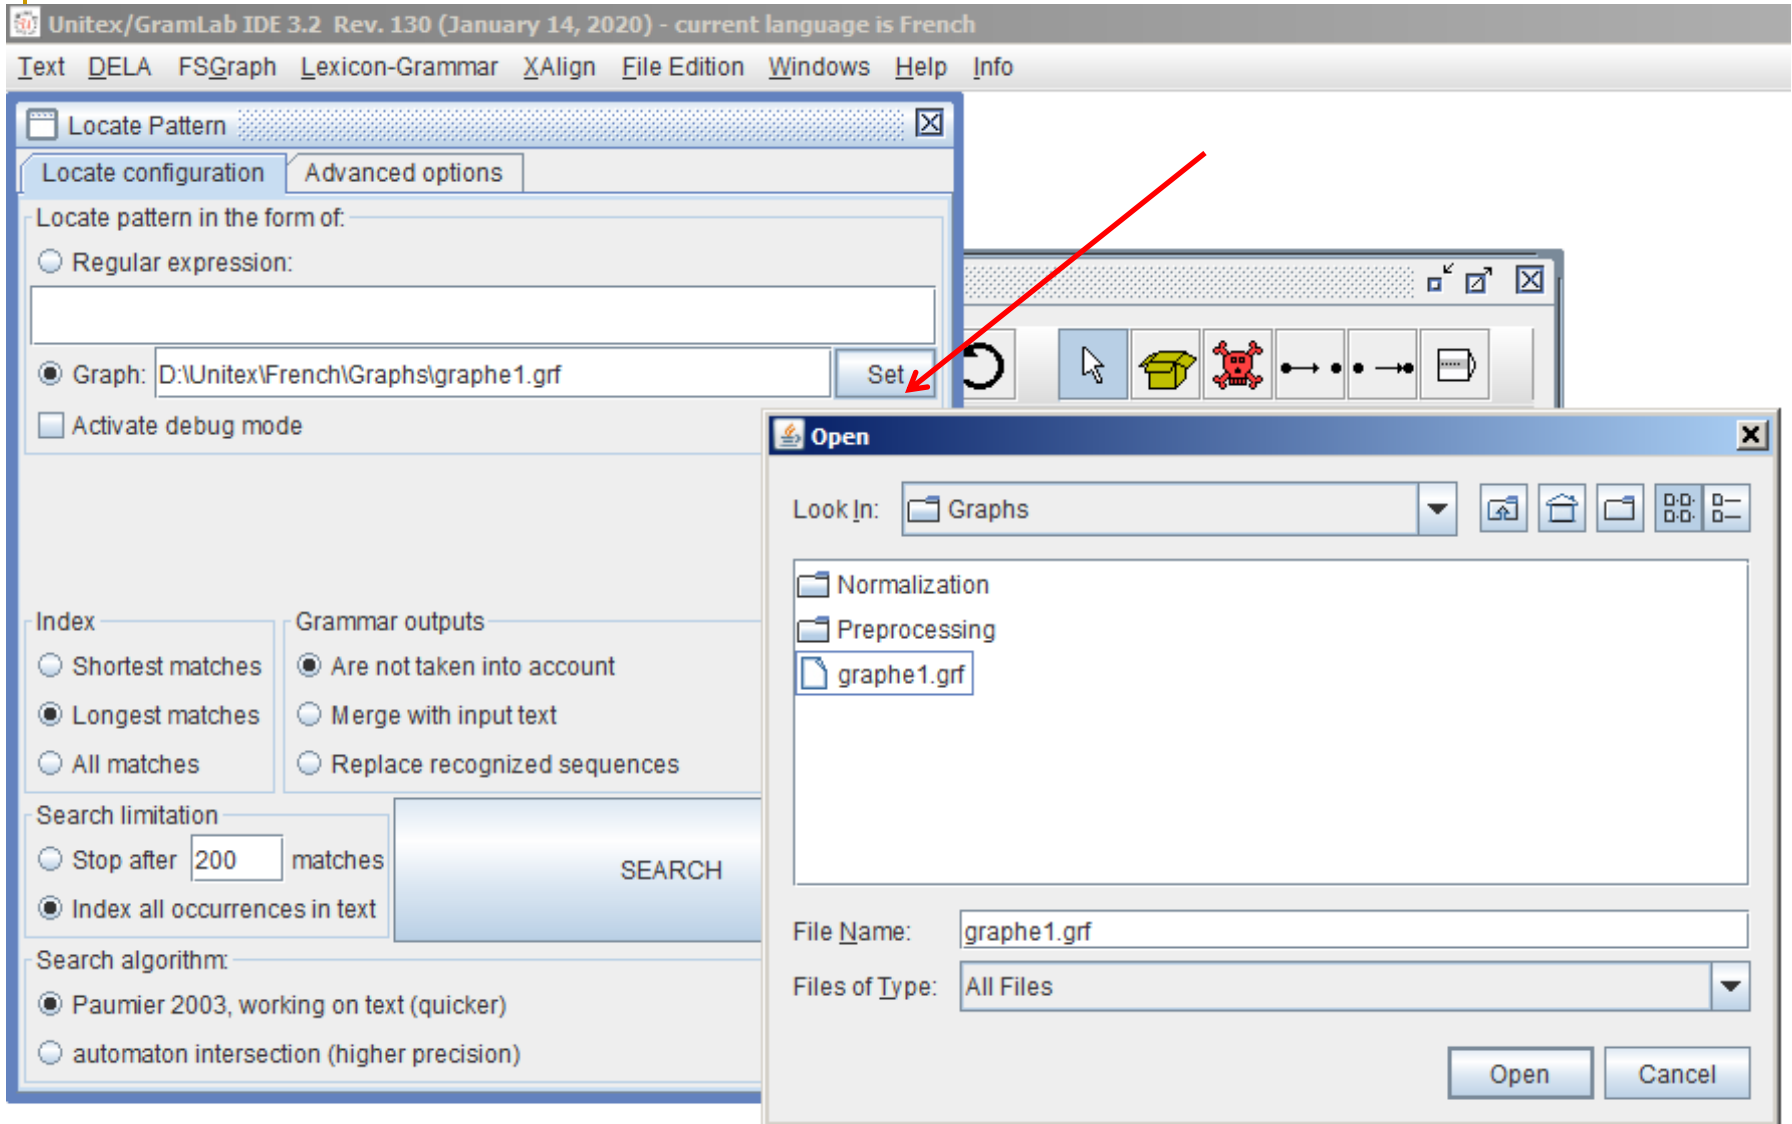 Unitex/GramLab IDE 3.2 Rev. 130 (January 14, 2020) - current language is French
Text DELA FSGraph Lexicon-Grammar XAlign File Edition Windows Help Info
Locate Pattern
Locate configuration Advanced options
Locate pattern in the form of:
Regular expression:
Graph: D:\Unitex\French\Graphs\graphe1.grf Set
Activate debug mode
Index
Shortest matches
Longest matches
All matches
Grammar outputs
Are not taken into account
Merge with input text
Replace recognized sequences
Search limitation
Stop after 200 matches
Index all occurrences in text
SEARCH
Search algorithm:
Paumier 2003, working on text (quicker)
automaton intersection (higher precision)
Open
Look In: Graphs
Normalization
Preprocessing
graphe1.grf
File Name: graphe1.grf
Files of Type: All Files
Open Cancel